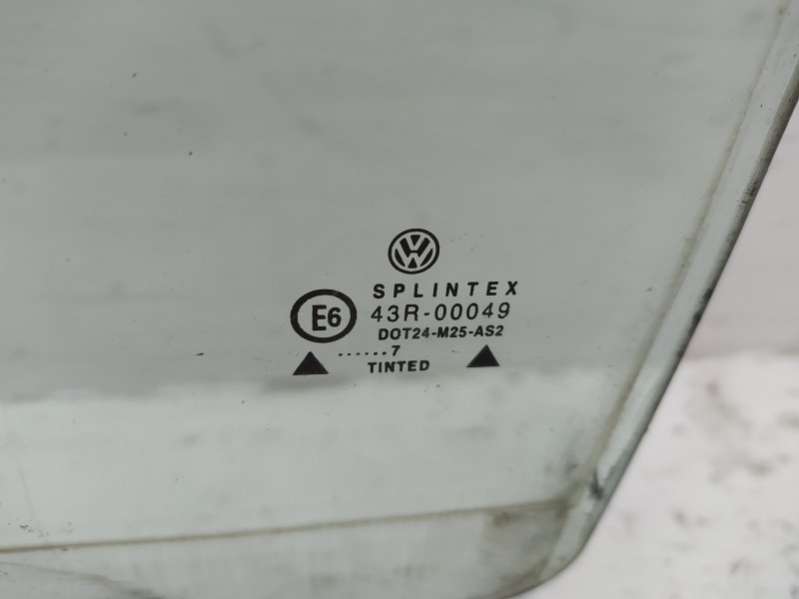 SPLINTEX
E6 43R-00049
DOT24-M25-AS2
......7
TINTED